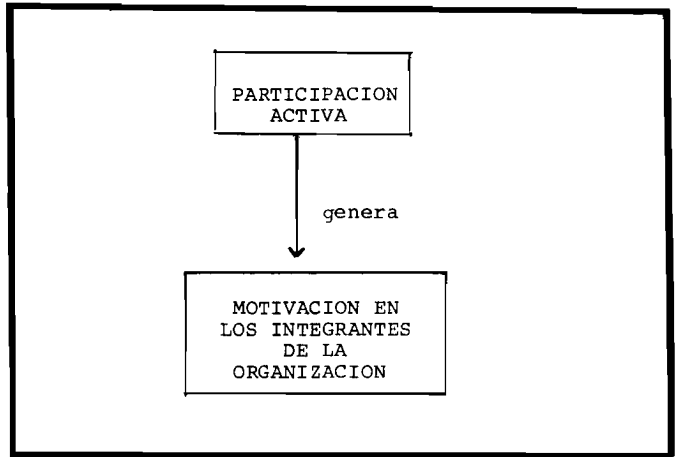 PARTICIPACION
ACTIVA
genera
MOTIVACION EN
LOS INTEGRANTES
DE LA
ORGANIZACION